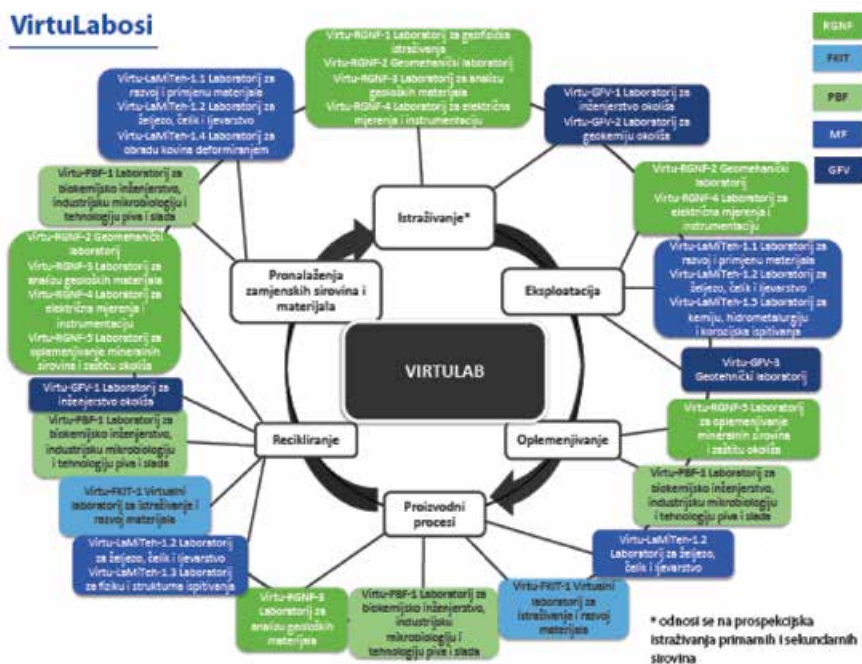 VirtuLabosi
RGNF
FKIT
PBF
MF
GFV
Virtu-RGNF-1 Laboratorij za geofizička
istraživanja
Virtu-RGNF-2 Geomehanički laboratorij
Virtu-RGNF-3 Laboratorij za analizu
geoloških materijala
Virtu-RGNF-4 Laboratorij za električna
mjerenja i instrumentaciju
Virtu-LaMiTeh-1.1 Laboratorij za
razvoj i primjenu materijala
Virtu-LaMiTeh-1.2 Laboratorij za
željezo, čelik i ljevarstvo
Virtu-LaMiTeh-1.4 Laboratorij za
obradu kovina deformiranjem
Virtu-GFV-1 Laboratorij za
inženjerstvo okoliša
Virtu-GFV-2 Laboratorij za
geokemiju okoliša
Virtu-PBF-1 Laboratorij za
biokemijsko inženjerstvo,
industrijsku mikrobiologiju i
tehnologiju piva i slada
Virtu-RGNF-2 Geomehanički
laboratorij
Virtu-RGNF-4 Laboratorij za
električna mjerenja i
instrumentaciju
Istraživanje*
Virtu-RGNF-2 Geomehanički
laboratorij
Virtu-RGNF-3 Laboratorij za
analizu geoloških materijala
Virtu-RGNF-4 Laboratorij za
električna mjerenja i
instrumentaciju
Virtu-RGNF-5 Laboratorij za
oplemenjivanje mineralnih
sirovina i zaštitu okoliša
Pronalaženja
zamjenskih sirovina i
materijala
Eksploatacija
Virtu-LaMiTeh-1.1 Laboratorij za
razvoj i primjenu materijala
Virtu-LaMiTeh-1.2 Laboratorij za
željezo, čelik i ljevarstvo
Virtu-LaMiTeh-1.5 Laboratorij za
kemiju, hidrometalurgiju
i korozijska ispitivanja
VIRTULAB
Virtu-GFV-3
Geotehnički laboratorij
Virtu-GFV-1 Laboratorij za
inženjerstvo okoliša
Virtu-RGNF-5 Laboratorij
za oplemenjivanje
mineralnih sirovina
i zaštitu okoliša
Virtu-PBF-1 Laboratorij za
biokemijsko inženjerstvo,
industrijsku mikrobiologiju
i tehnologiju piva i slada
Recikliranje
Oplemenjivanje
Virtu-PBF-1 Laboratorij za
biokemijsko inženjerstvo,
industrijsku mikrobiologiju
i tehnologiju piva i slada
Virtu-FKIT-1 Virtualni
laboratorij za istraživanje i
razvoj materijala
Proizvodni
procesi
Virtu-LaMiTeh-1.2 Laboratorij
za željezo, čelik i ljevarstvo
Virtu-LaMiTeh-1.3 Laboratorij
za fiziku i strukturna ispitivanja
Virtu-LaMiTeh-1.2
Laboratorij za željezo,
čelik i ljevarstvo
Virtu-RGNF-3
Laboratorij za
analizu geoloških
materijala
Virtu-PBF-1 Laboratorij za
biokemijsko inženjerstvo,
industrijsku
mikrobiologiju i
tehnologiju piva i slada
Virtu-FKIT-1 Virtualni
laboratorij za
istraživanje i razvoj
materijala
* odnosi se na prospekcijska
istraživanja primarnih i sekundarnih
sirovina